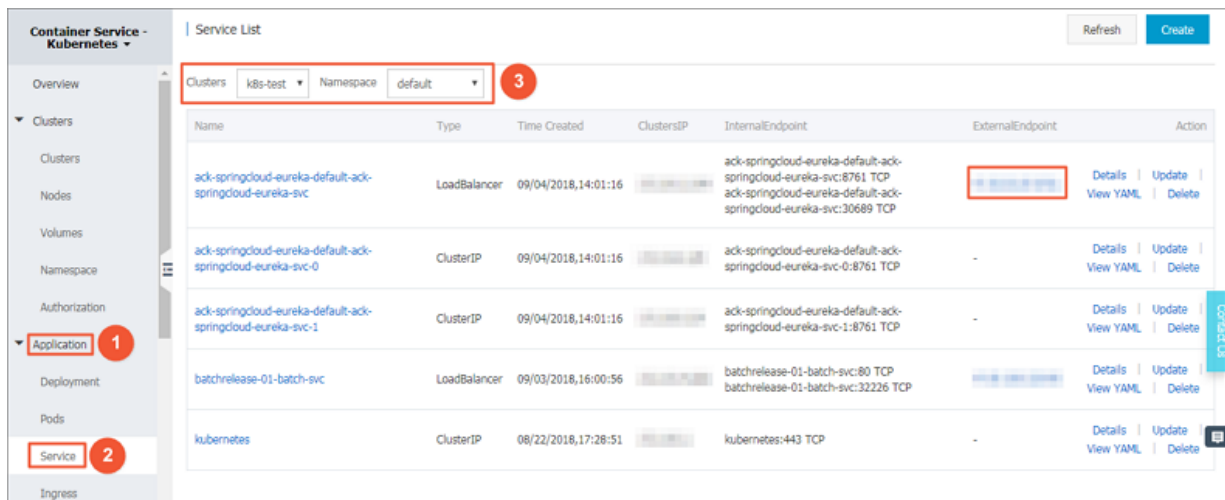 Container Service -
Kubernetes
Service List
Refresh
Create
Overview
Clusters
k8s-test
Namespace
default
3
Clusters
Name
Type
Time Created
ClustersIP
InternalEndpoint
ExternalEndpoint
Action
Clusters
Nodes
Volumes
Namespace
Authorization
Application
1
Deployment
Pods
Service
2
Ingress
ack-springcloud-eureka-default-ack-
springcloud-eureka-svc
LoadBalancer
09/04/2018,14:01:16
ack-springcloud-eureka-default-ack-
springcloud-eureka-svc:8761 TCP
ack-springcloud-eureka-default-ack-
springcloud-eureka-svc:30689 TCP
Details | Update |
View YAML | Delete
ack-springcloud-eureka-default-ack-
springcloud-eureka-svc-0
ClusterIP
09/04/2018,14:01:16
ack-springcloud-eureka-default-ack-
springcloud-eureka-svc-0:8761 TCP
-
Details | Update |
View YAML | Delete
ack-springcloud-eureka-default-ack-
springcloud-eureka-svc-1
ClusterIP
09/04/2018,14:01:16
ack-springcloud-eureka-default-ack-
springcloud-eureka-svc-1:8761 TCP
-
Details | Update |
View YAML | Delete
batchrelease-01-batch-svc
LoadBalancer
09/03/2018,16:00:56
batchrelease-01-batch-svc:80 TCP
batchrelease-01-batch-svc:32226 TCP
Details | Update |
View YAML | Delete
kubernetes
ClusterIP
08/22/2018,17:28:51
kubernetes:443 TCP
-
Details | Update |
View YAML | Delete
Contact Us